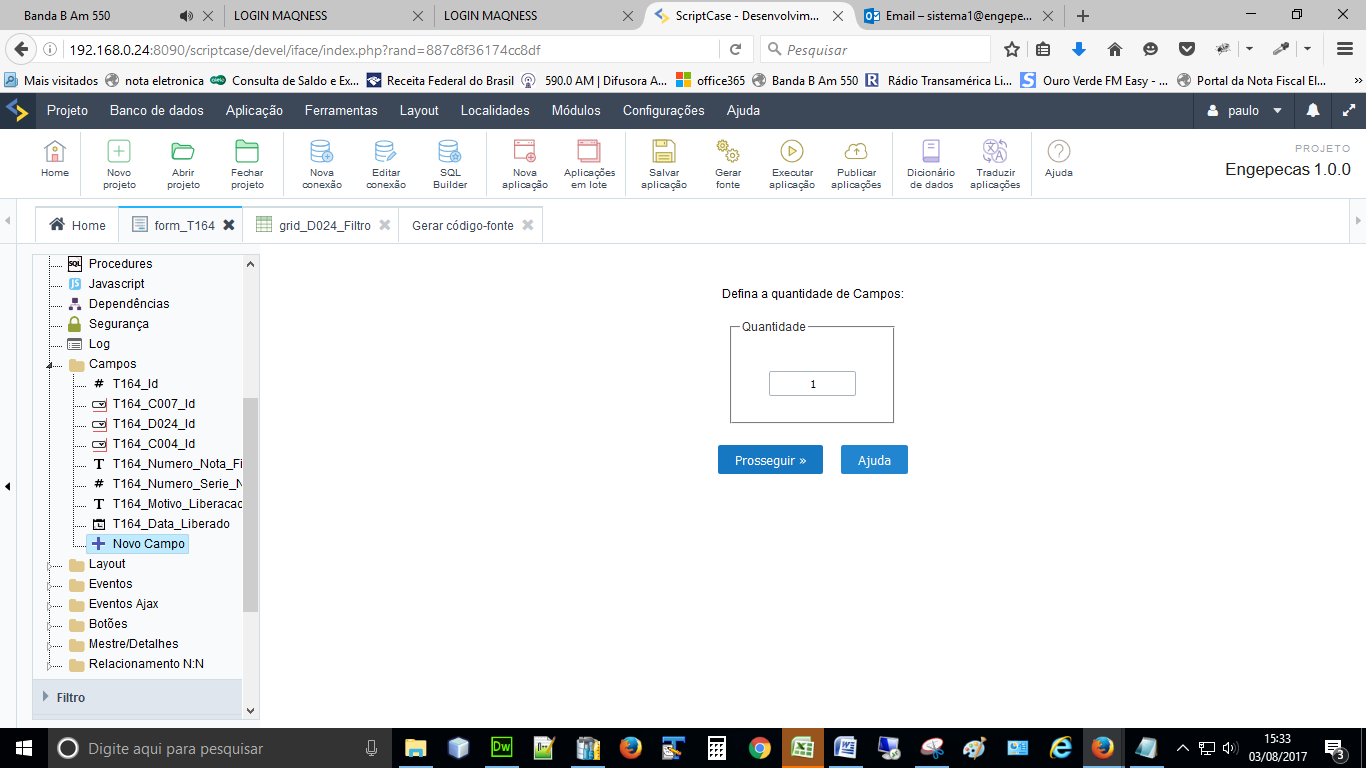 Banda B Am 550
LOGIN MAQNESS
LOGIN MAQNESS
ScriptCase - Desenvolvim...
Email – sistema1@engepe...
192.168.0.24:8090/scriptcase/devel/iface/index.php?rand=887c8f36174cc8df
Pesquisar
Mais visitados
nota eletronica
Consulta de Saldo e Ex...
Receita Federal do Brasil
590.0 AM | Difusora A...
office365
Banda B Am 550
Rádio Transamérica Li...
Ouro Verde FM Easy - ...
Portal da Nota Fiscal El...
Projeto
Banco de dados
Aplicação
Ferramentas
Layout
Localidades
Módulos
Configurações
Ajuda
paulo
Home
Novo projeto
Abrir projeto
Fechar projeto
Nova conexão
Editar conexão
SQL Builder
Nova aplicação
Aplicações em lote
Salvar aplicação
Gerar fonte
Executar aplicação
Publicar aplicações
Dicionário de dados
Traduzir aplicações
Ajuda
PROJETO
Engepecas 1.0.0
Home
form_T164
grid_D024_Filtro
Gerar código-fonte
Procedures
Javascript
Dependências
Segurança
Log
Campos
T164_Id
T164_C007_Id
T164_D024_Id
T164_C004_Id
T164_Numero_Nota_Fi
T164_Numero_Serie_N
T164_Motivo_Liberacao
T164_Data_Liberado
Novo Campo
Layout
Eventos
Eventos Ajax
Botões
Mestre/Detalhes
Relacionamento N:N
Filtro
Defina a quantidade de Campos:
Quantidade
1
Prosseguir »
Ajuda
Digite aqui para pesquisar
15:33
03/08/2017
3